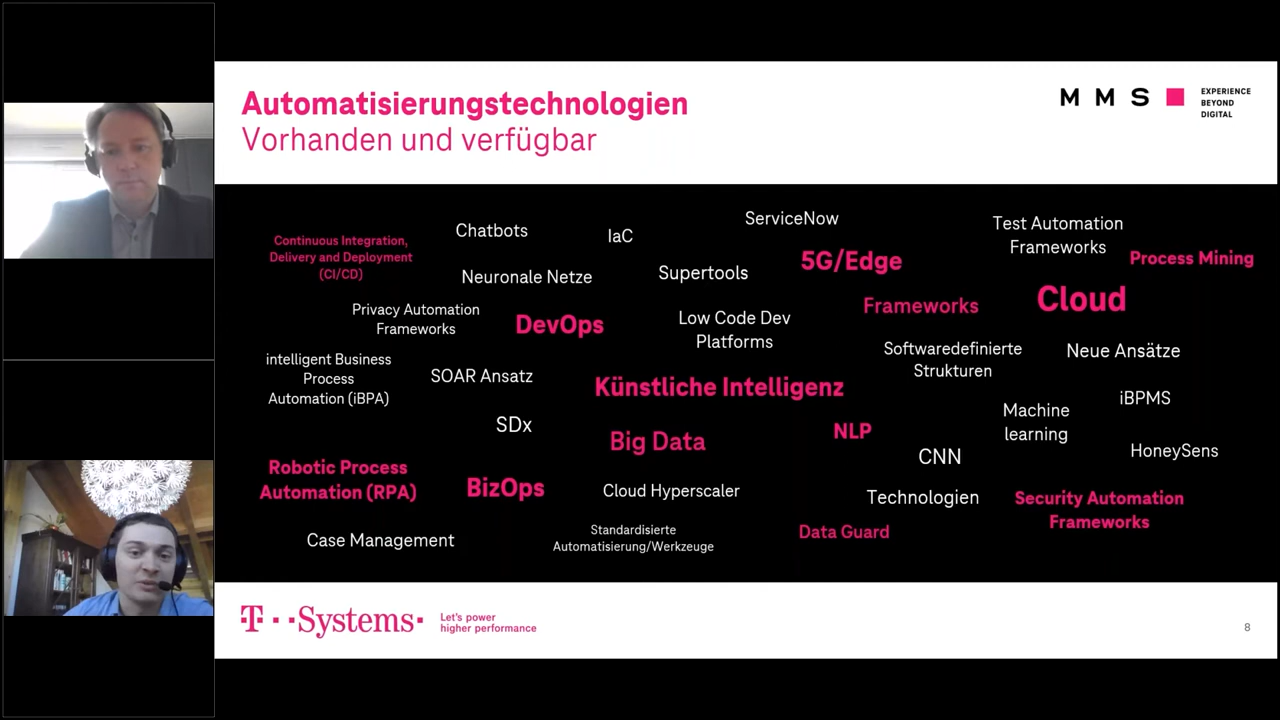 Automatisierungstechnologien
Vorhanden und verfügbar
M M S
EXPERIENCE
BEYOND
DIGITAL
Continuous Integration,
Delivery and Deployment
(CI/CD)
Chatbots
IaC
ServiceNow
Test Automation
Frameworks
Process Mining
Neuronale Netze
Supertools
5G/Edge
Privacy Automation
Frameworks
DevOps
Low Code Dev
Platforms
Frameworks
Cloud
intelligent Business
Process
Automation (iBPA)
SOAR Ansatz
Künstliche Intelligenz
Softwaredefinierte
Strukturen
Neue Ansätze
iBPMS
SDx
Big Data
NLP
Machine
learning
CNN
HoneySens
Robotic Process
Automation (RPA)
BizOps
Cloud Hyperscaler
Technologien
Security Automation
Frameworks
Case Management
Standardisierte
Automatisierung/Werkzeuge
Data Guard
T··Systems·
Let's power
higher performance
8